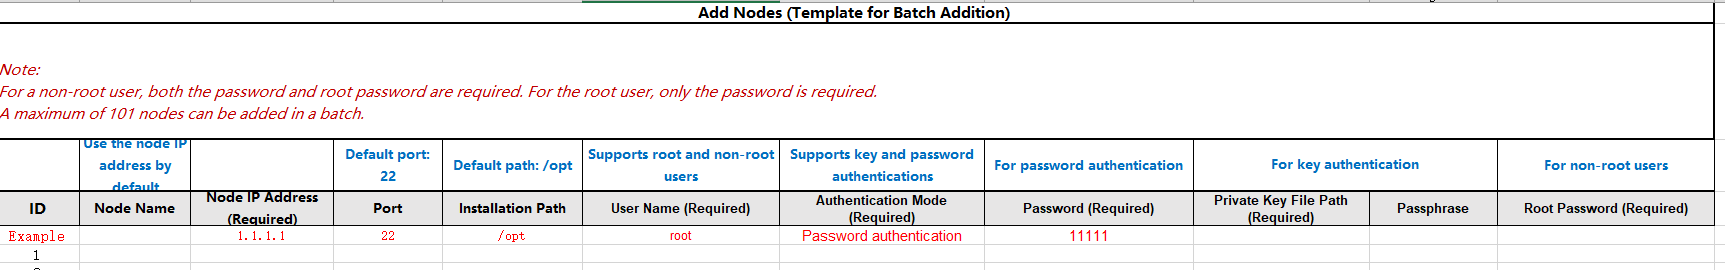 Add Nodes (Template for Batch Addition)
Note:
For a non-root user, both the password and root password are required. For the root user, only the password is required.
A maximum of 101 nodes can be added in a batch.
Use the node IP
address by
default
Default port:
22
Default path: /opt
Supports root and non-root
users
Supports key and password
authentications
For password authentication
For key authentication
For non-root users
ID
Node Name
Node IP Address
(Required)
Port
Installation Path
User Name (Required)
Authentication Mode
(Required)
Password (Required)
Private Key File Path
(Required)
Passphrase
Root Password (Required)
Example
1.1.1.1
22
/opt
root
Password authentication
11111
1